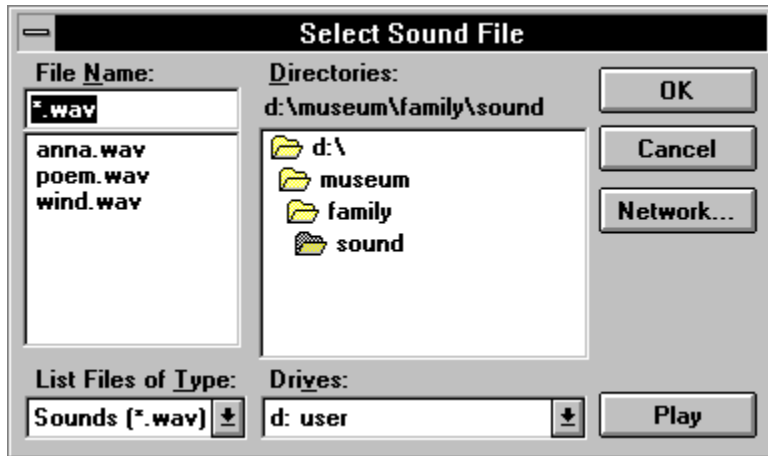 Select Sound File
File Name:
*.wav
anna.wav
poem.wav
wind.wav
List Files of Type:
Sounds (*.wav)
Directories:
d:\museum\family\sound
d:\
museum
family
sound
Drives:
d: user
OK
Cancel
Network...
Play